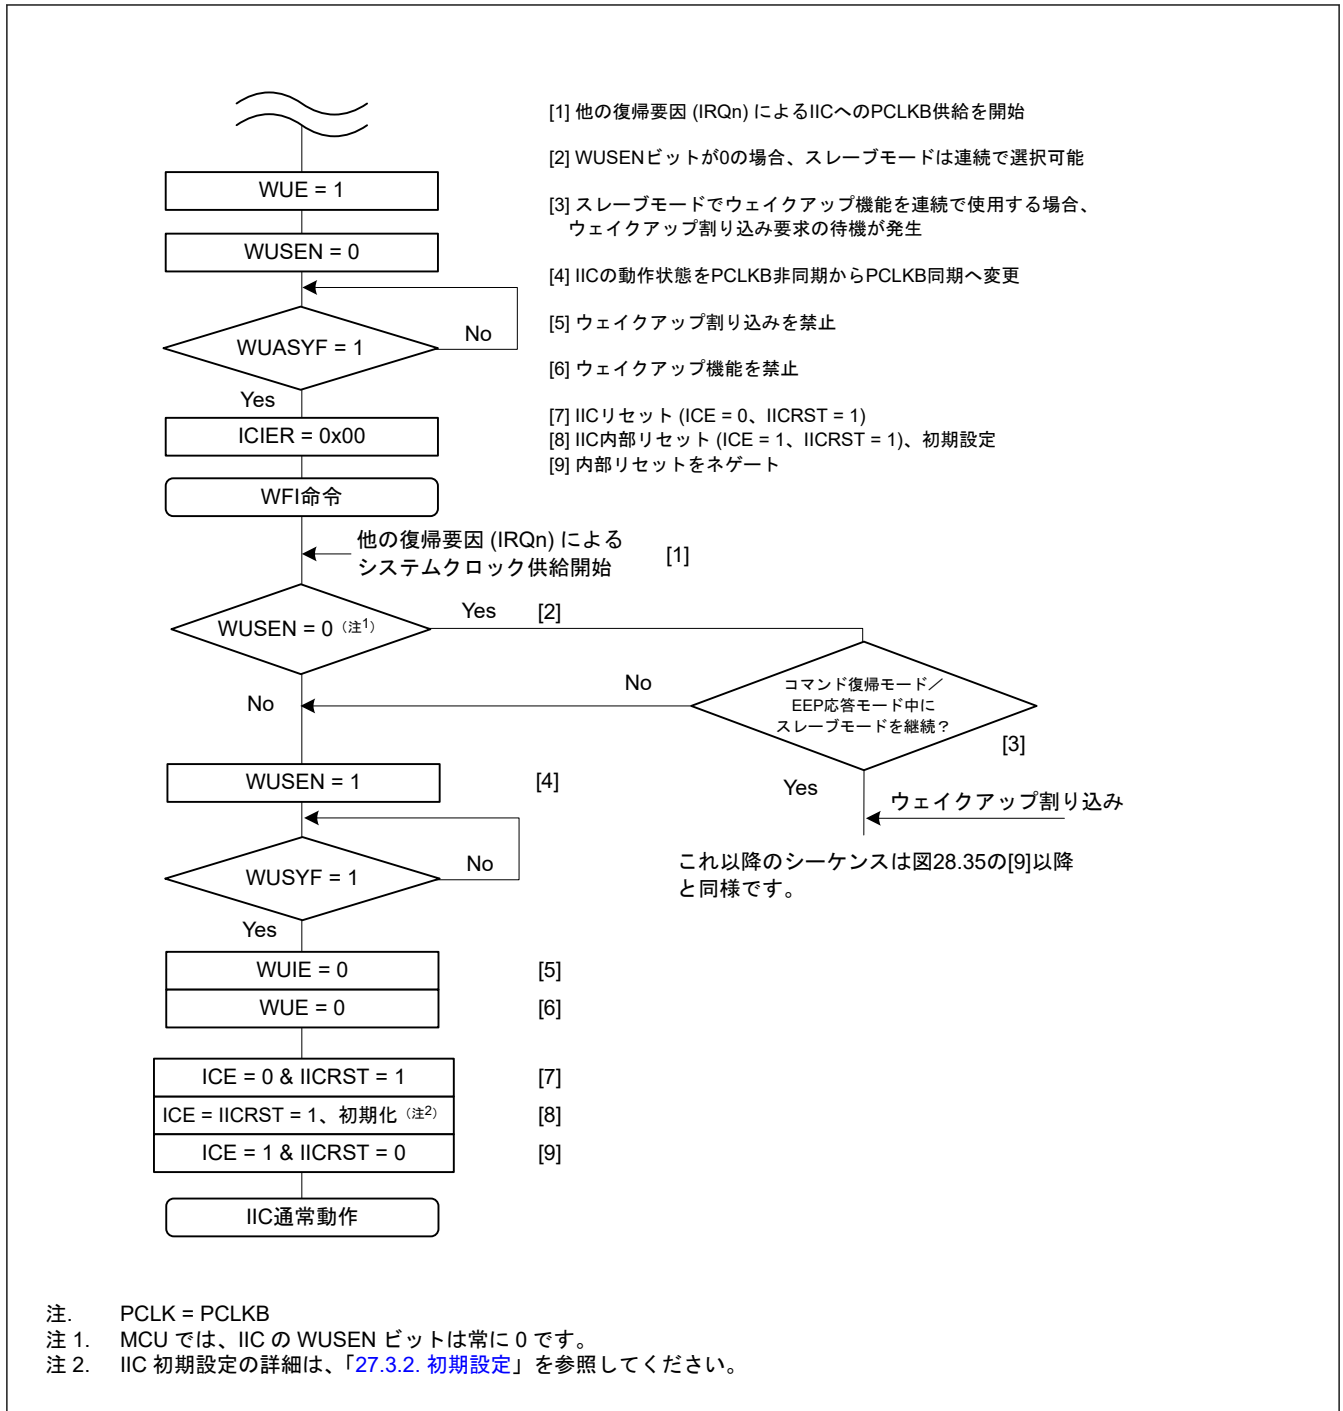 [1] 他の復帰要因 (IRQn) によるIICへのPCLKB供給を開始
[2] WUSENビットが0の場合、スレーブモードは連続で選択可能
[3] スレーブモードでウェイクアップ機能を連続で使用する場合、
ウェイクアップ割り込み要求の待機が発生
[4] IICの動作状態をPCLKB非同期からPCLKB同期へ変更
[5] ウェイクアップ割り込みを禁止
[6] ウェイクアップ機能を禁止
[7] IICリセット (ICE = 0、IICRST = 1)
[8] IIC内部リセット (ICE = 1、IICRST = 1)、初期設定
[9] 内部リセットをネゲート
WUE = 1
WUSEN = 0
WUASYF = 1
No
Yes
ICIER = 0x00
WFI命令
他の復帰要因 (IRQn) による
システムクロック供給開始
[1]
WUSEN = 0（注1）
Yes
[2]
No
コマンド復帰モード／
EEP応答モード中に
スレーブモードを継続？
[3]
No
Yes
ウェイクアップ割り込み
これ以降のシーケンスは図28.35の[9]以降
と同様です。
WUSEN = 1
[4]
WUSYF = 1
No
Yes
WUIE = 0
[5]
WUE = 0
[6]
ICE = 0 & IICRST = 1
[7]
ICE = IICRST = 1、初期化（注2）
[8]
ICE = 1 & IICRST = 0
[9]
IIC通常動作
注. PCLK = PCLKB
注 1. MCU では、IIC の WUSEN ビットは常に 0 です。
注 2. IIC 初期設定の詳細は、「27.3.2. 初期設定」を参照してください。